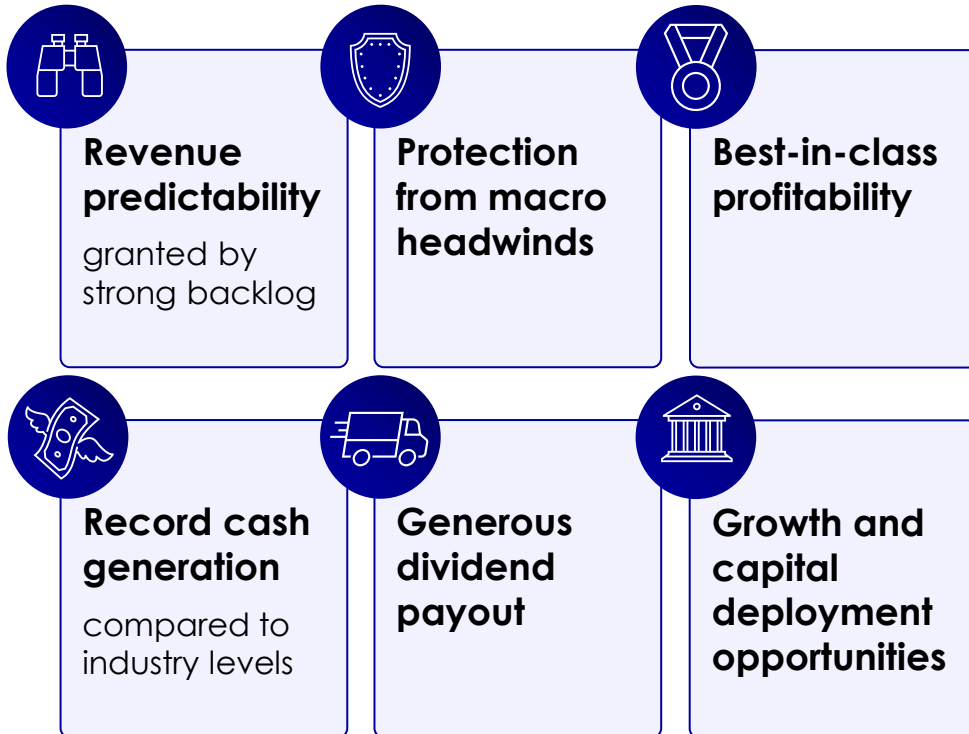 Revenue
predictability
granted by
strong backlog
Protection
from macro
headwinds
Best-in-class
profitability
Record cash
generation
compared to
industry levels
Generous
dividend
payout
Growth and
capital
deployment
opportunities